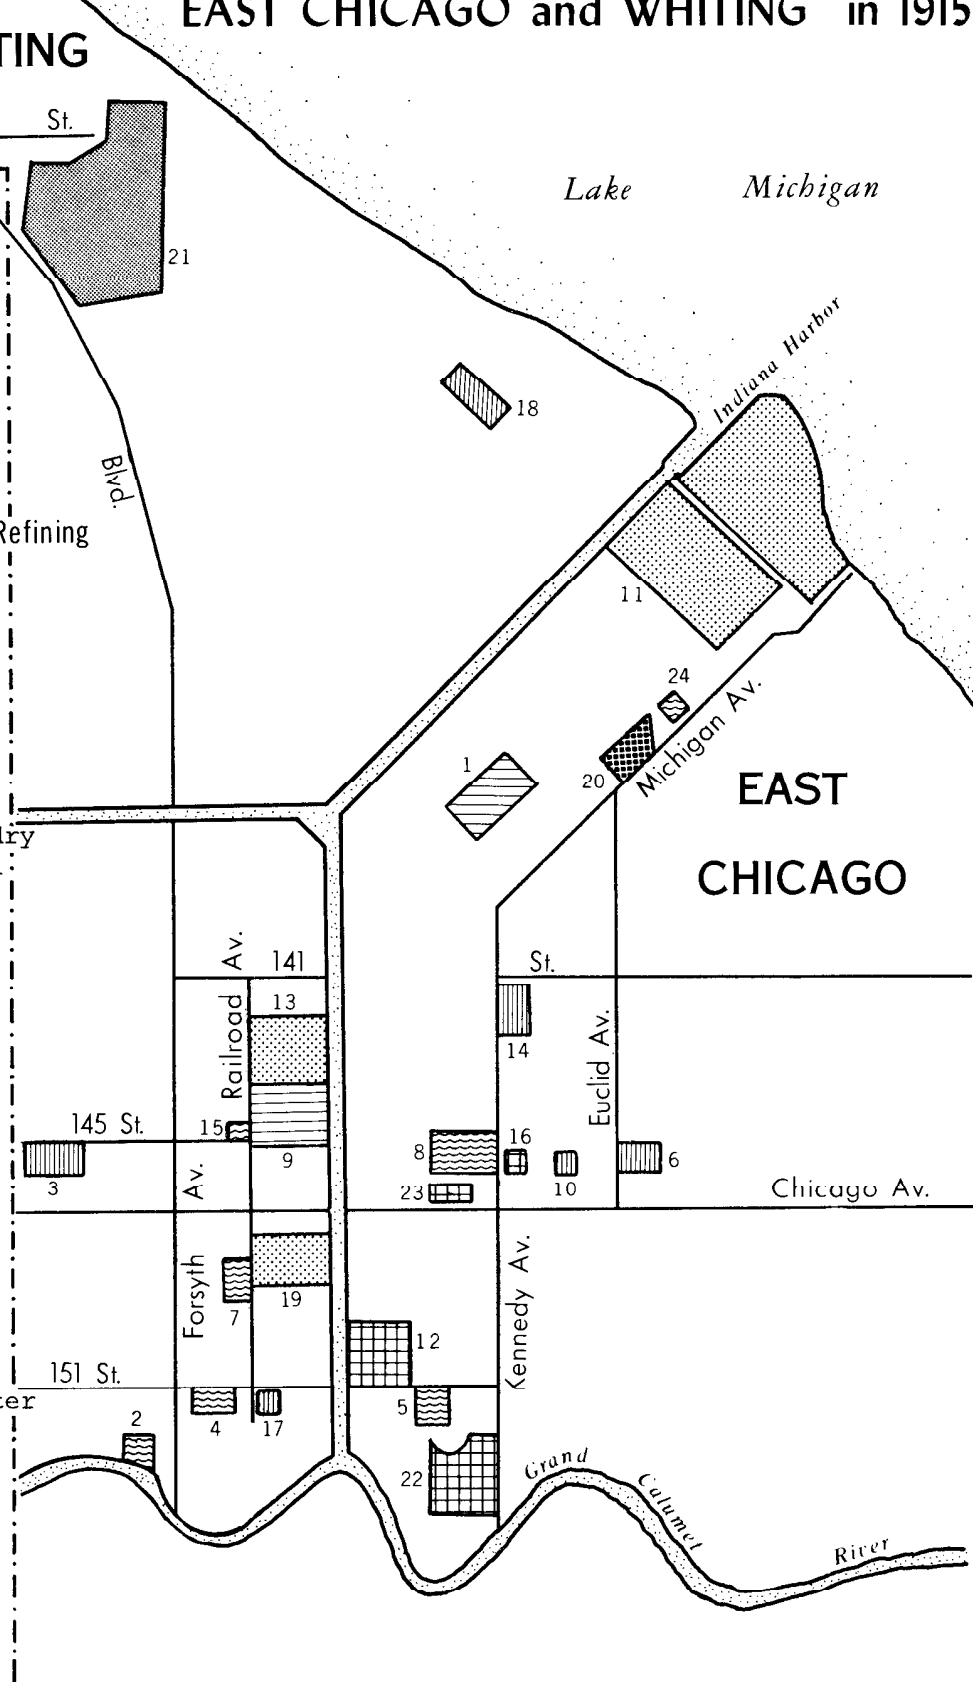 EAST CHICAGO and WHITING in 1915
TING
St.
Lake Michigan
21
Indiana Harbor
18
Blvd.
Refining
11
24
Michigan Av.
1
20
EAST
CHICAGO
Av.
141
St.
Railroad
13
14
Euclid Av.
145 St.
15
16
8
9
3
10
6
23
Av.
Chicago Av.
Forsyth
Kennedy Av.
19
7
12
151 St.
5
2
4
17
22
Grand
Calumet
River